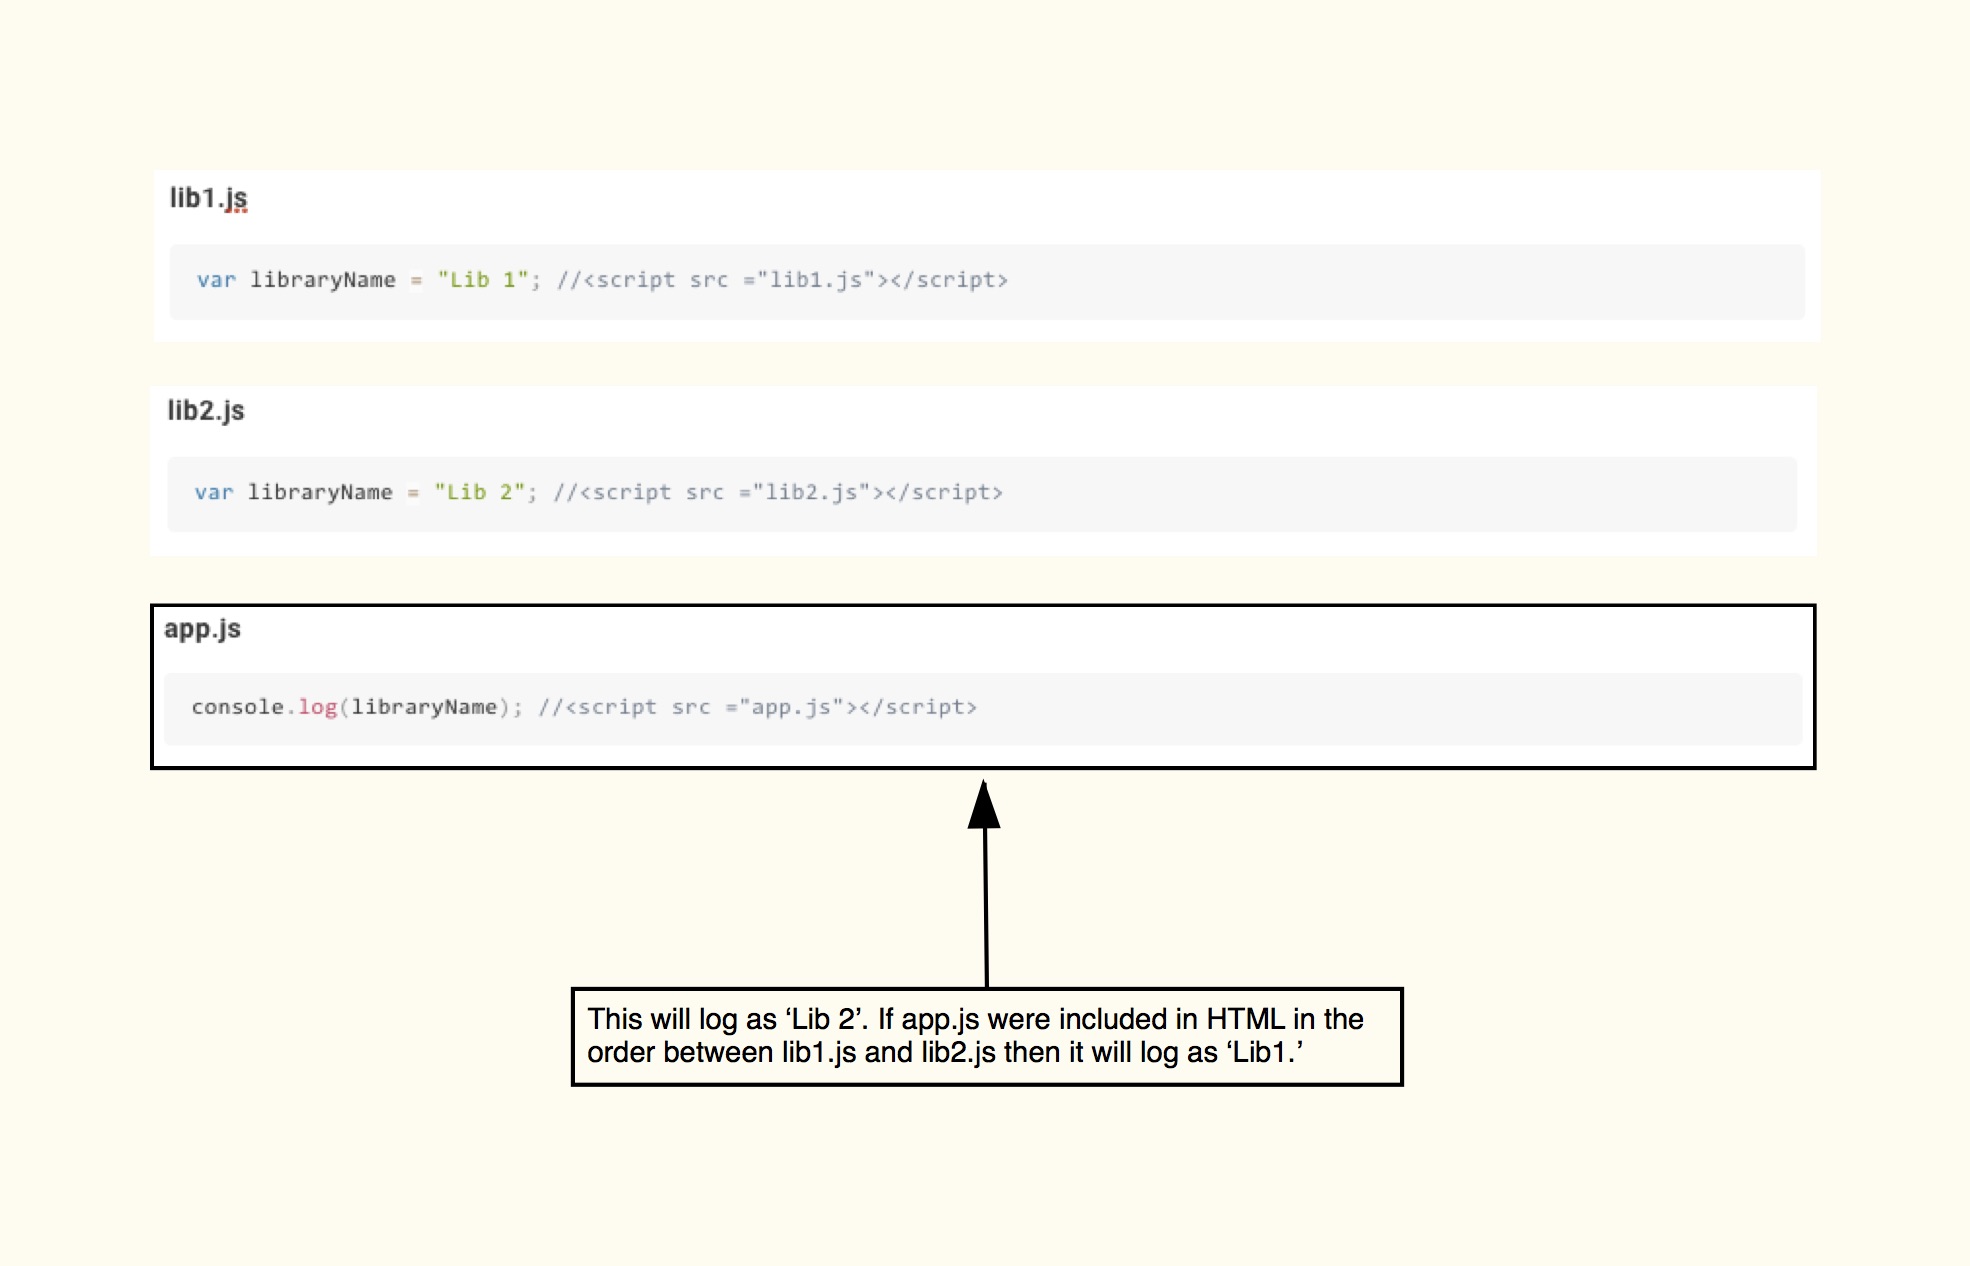 lib1.js
var libraryName = "Lib 1"; //<script src ="lib1.js"></script>
lib2.js
var libraryName = "Lib 2"; //<script src ="lib2.js"></script>
app.js
console.log(libraryName); //<script src ="app.js"></script>
This will log as ‘Lib 2’. If app.js were included in HTML in the
order between lib1.js and lib2.js then it will log as ‘Lib1.’